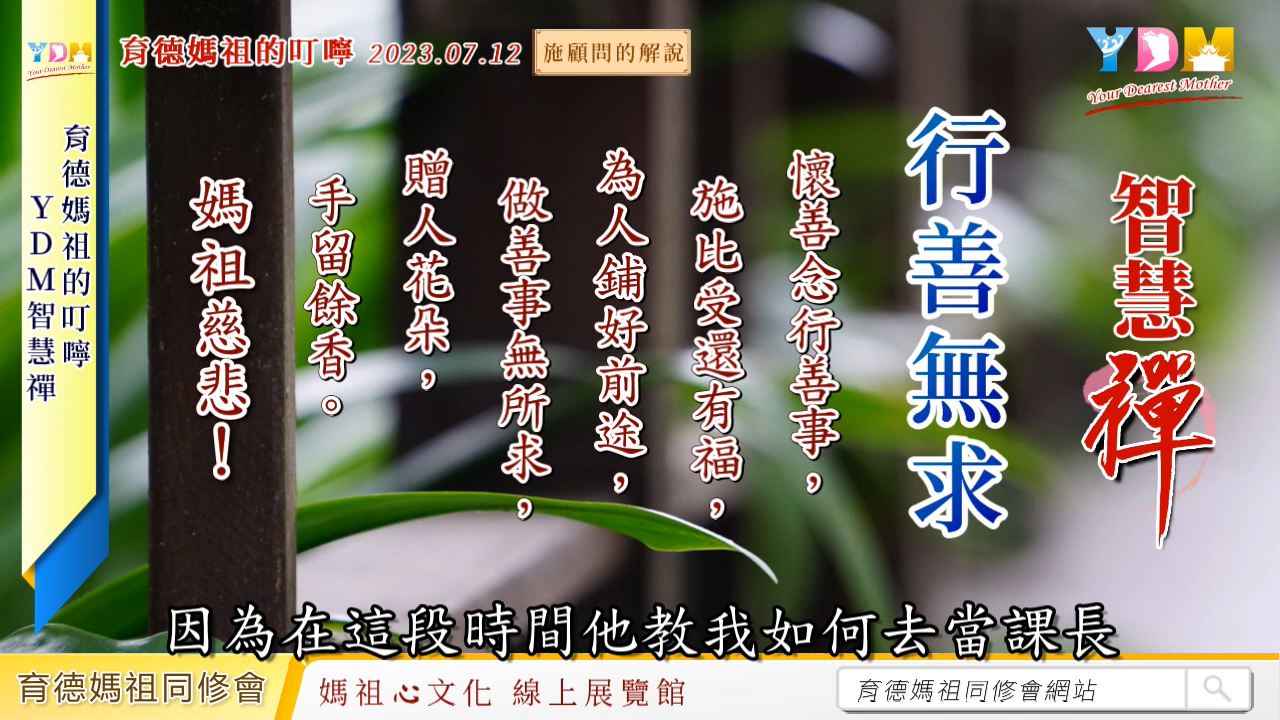 育德媽祖的叮嚀 2023.07.12 施顧問的解說
YDM
Your Dearest Mother
YDM
Your Dearest Mother
育德媽祖的叮嚀
YDM智慧禪
智慧禪
行善無求
懷善念行善事，
施比受還有福，
為人鋪好前途，
做善事無所求，
贈人花朵，
手留餘香。
媽祖慈悲！
因為在這段時間他教我如何去當課長
育德媽祖同修會 媽祖心文化 線上展覽館 育德媽祖同修會網站